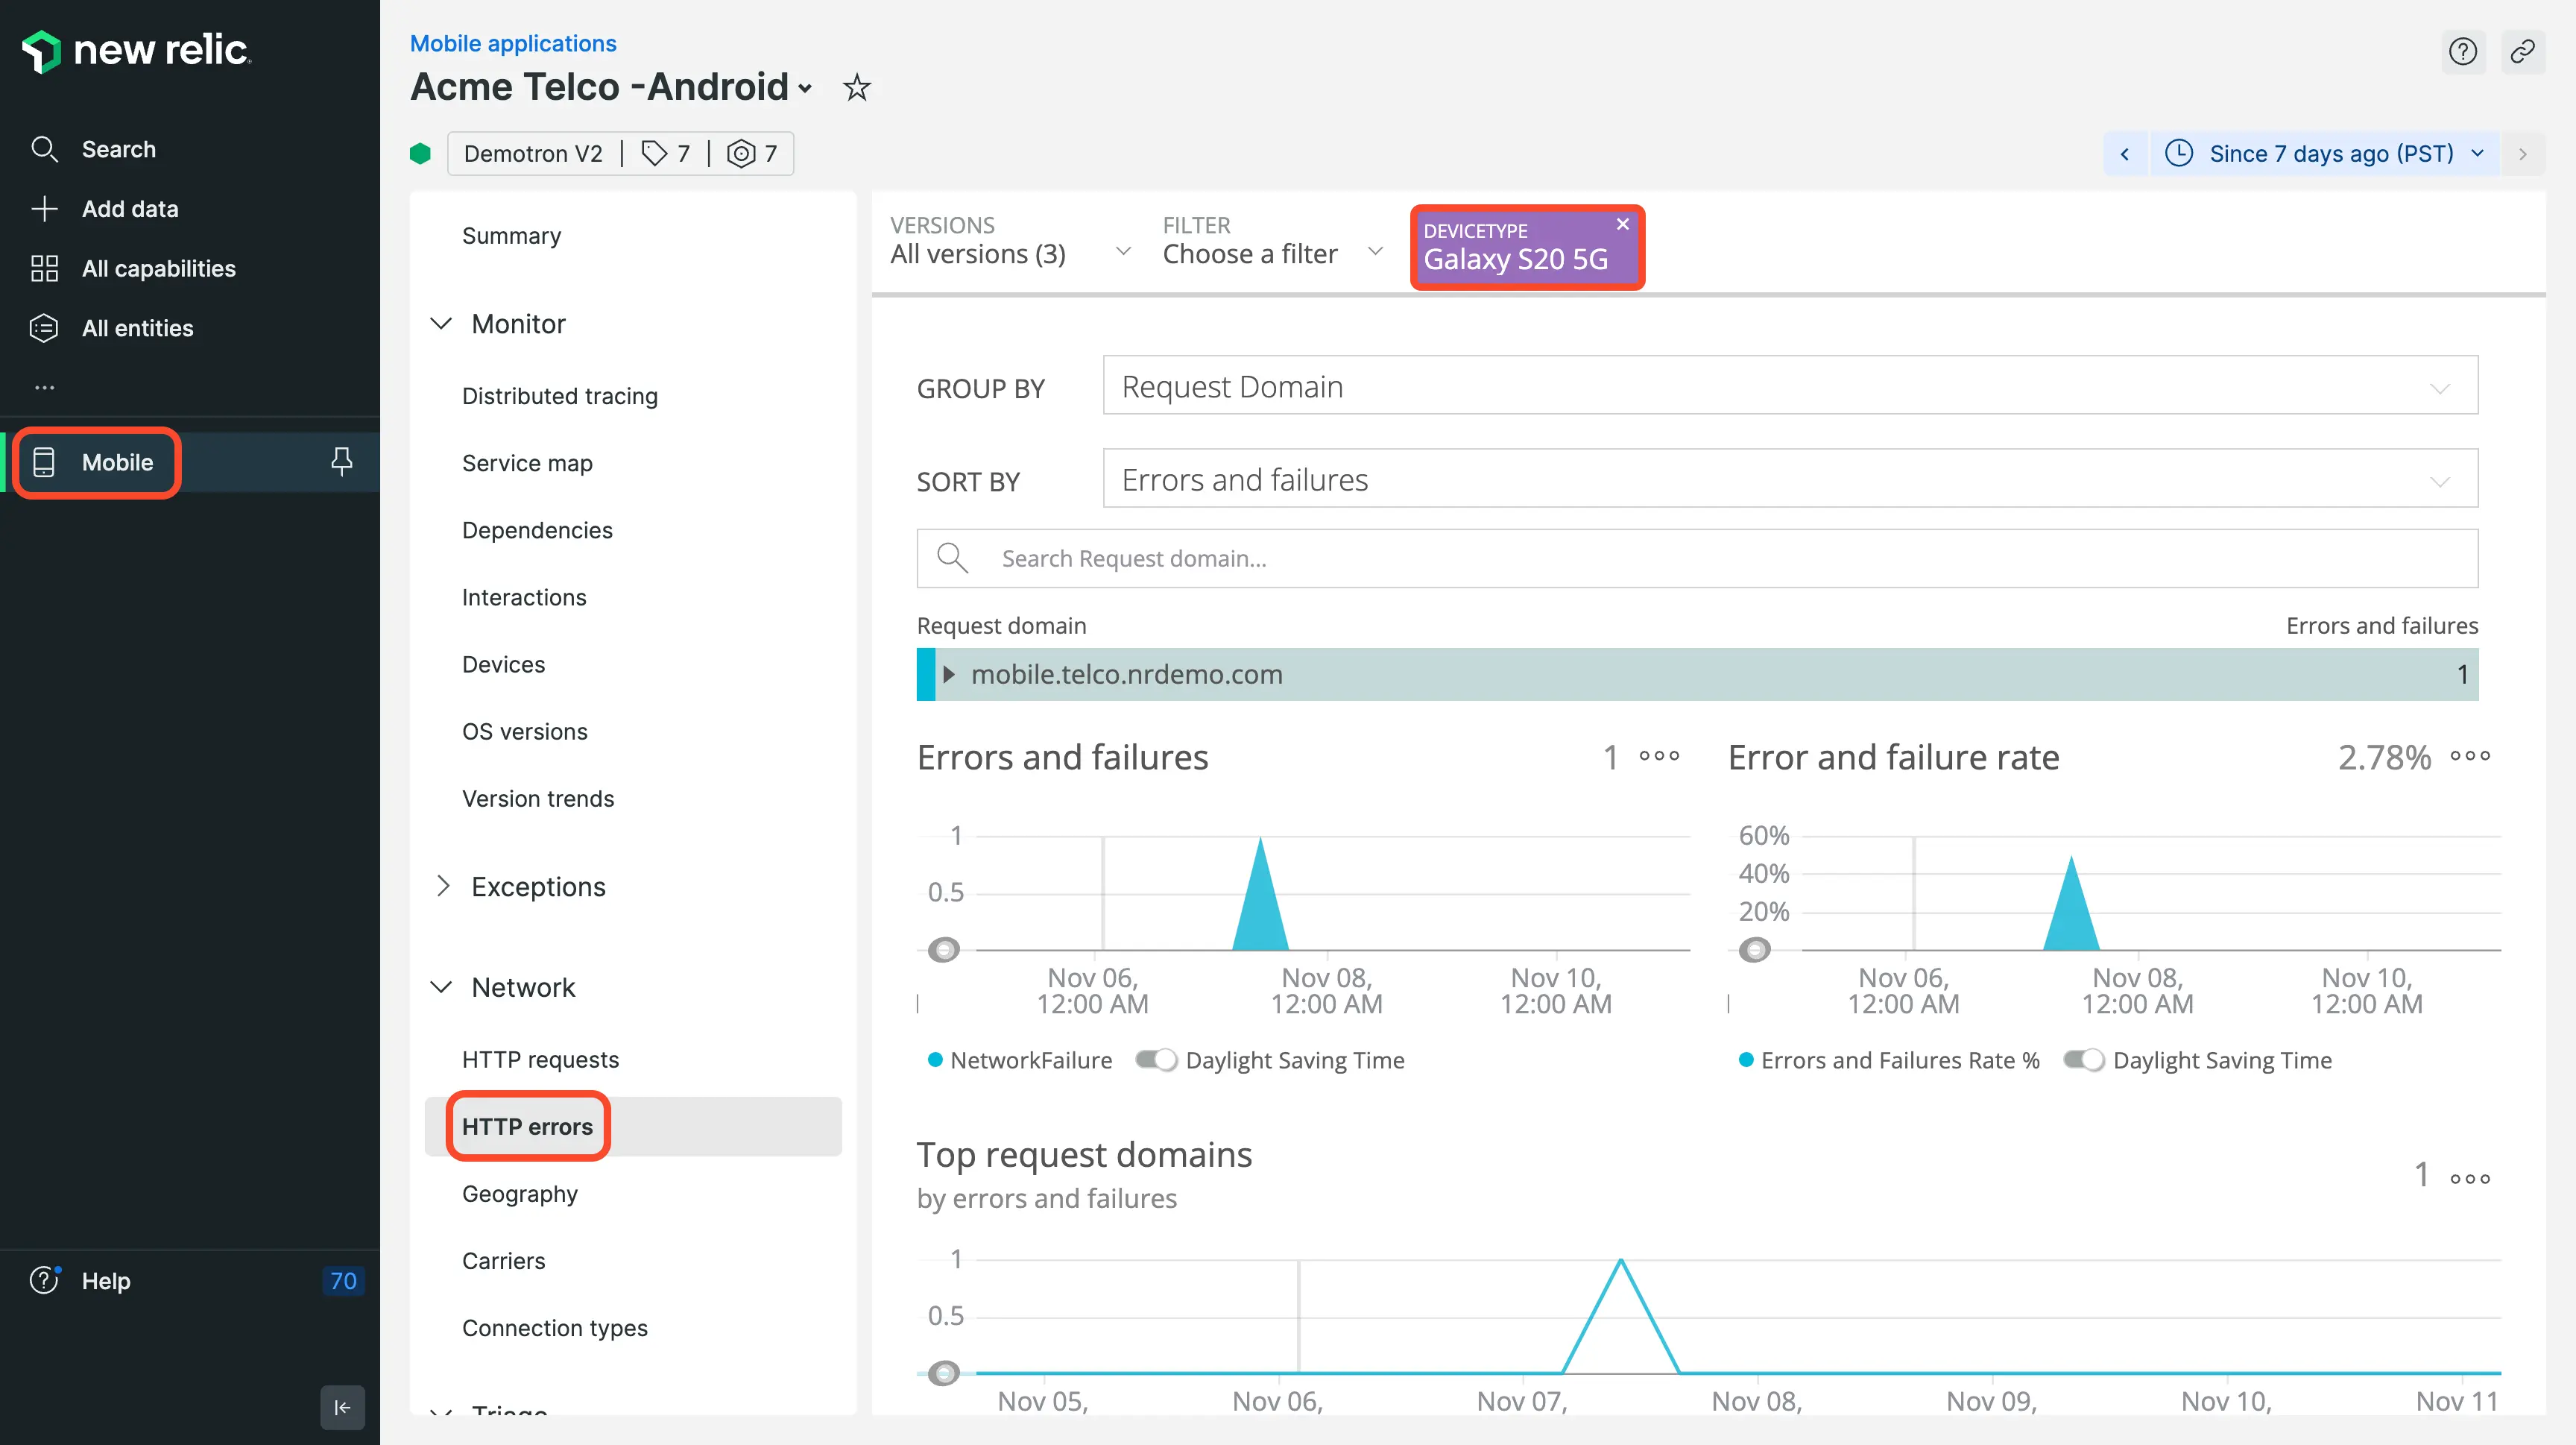 new relic.
Search
Add data
All capabilities
All entities
...
Mobile
Help
70
Mobile applications
Acme Telco -Android
Demotron V2 | 7 | 7
Since 7 days ago (PST)
Summary
Monitor
Distributed tracing
Service map
Dependencies
Interactions
Devices
OS versions
Version trends
Exceptions
Network
HTTP requests
HTTP errors
Geography
Carriers
Connection types
Triage
VERSIONS
All versions (3)
FILTER
Choose a filter
DEVICETYPE
Galaxy S20 5G
GROUP BY
Request Domain
SORT BY
Errors and failures
Search Request domain...
Request domain
Errors and failures
mobile.telco.nrdemo.com
1
Errors and failures
1
1
0.5
Nov 06,
12:00 AM
Nov 08,
12:00 AM
Nov 10,
12:00 AM
NetworkFailure
Daylight Saving Time
Error and failure rate
2.78%
60%
40%
20%
Nov 06,
12:00 AM
Nov 08,
12:00 AM
Nov 10,
12:00 AM
Errors and Failures Rate %
Daylight Saving Time
Top request domains
by errors and failures
1
1
0.5
Nov 05,
Nov 06,
Nov 07,
Nov 08,
Nov 09,
Nov 10,
Nov 11